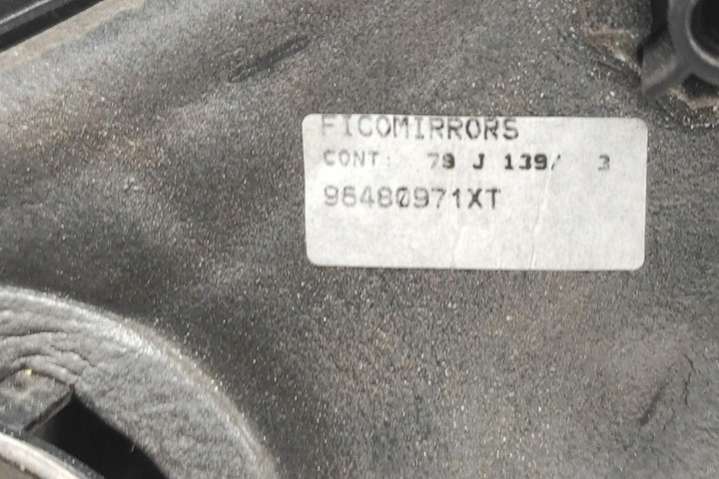 FICOMIRRORS
CONT: 79 J 139/ 3
96480971XT